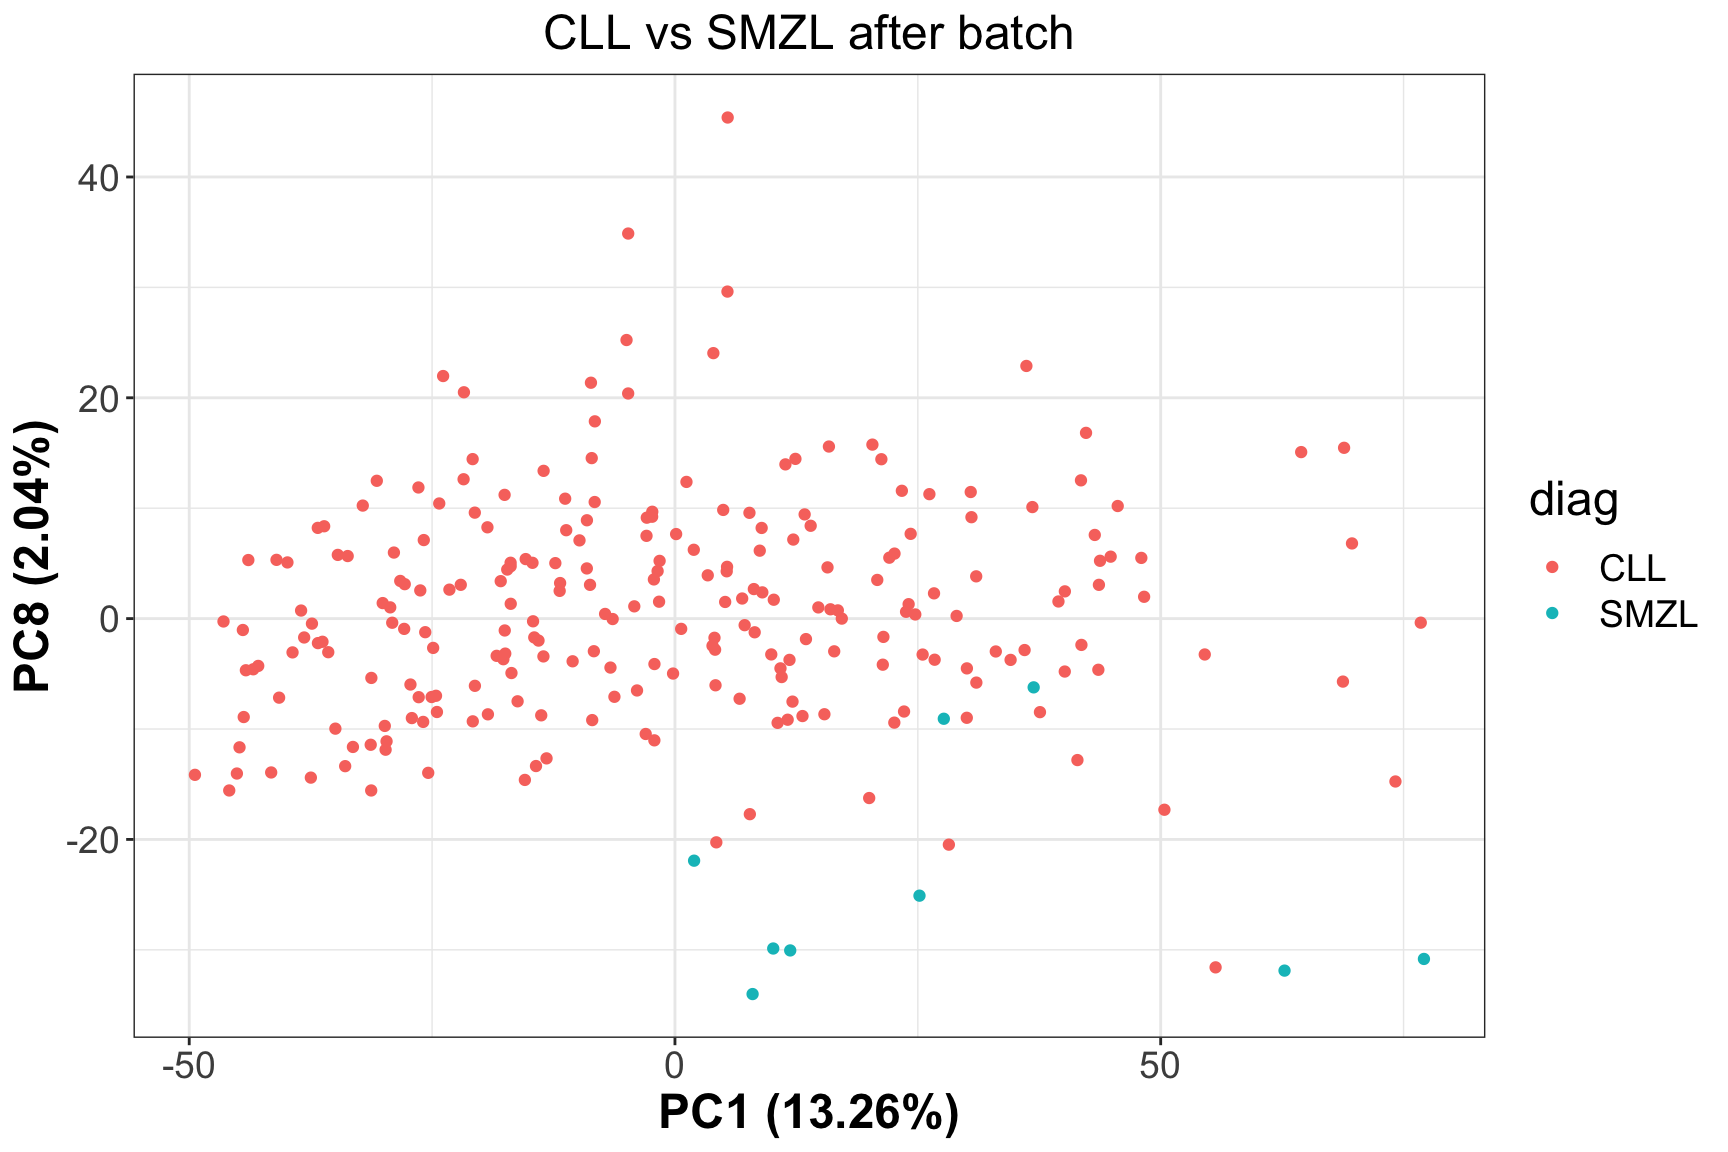 CLL vs SMZL after batch
40
20
0
-20
PC8 (2.04%)
-50
0
50
PC1 (13.26%)
diag
CLL
SMZL